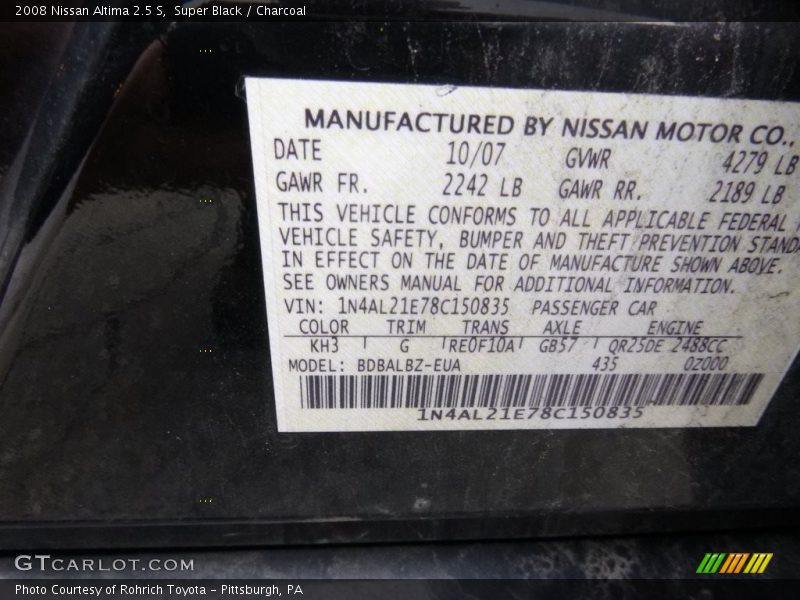 2008 Nissan Altima 2.5 S, Super Black / Charcoal
MANUFACTURED BY NISSAN MOTOR CO.,
DATE 10/07 GVWR 4279 LB
GAWR FR. 2242 LB GAWR RR. 2189 LB
THIS VEHICLE CONFORMS TO ALL APPLICABLE FEDERAL
VEHICLE SAFETY, BUMPER AND THEFT PREVENTION STANDA
IN EFFECT ON THE DATE OF MANUFACTURE SHOWN ABOVE.
SEE OWNERS MANUAL FOR ADDITIONAL INFORMATION.
VIN: 1N4AL21E78C150835 PASSENGER CAR
COLOR TRIM TRANS AXLE ENGINE
KH3 G RE0F10A GB57 QR25DE 2488CC
MODEL: BDBALBZ-EUA 435 0Z000
1N4AL21E78C150835
GTCARLOT.COM
Photo Courtesy of Rohrich Toyota - Pittsburgh, PA